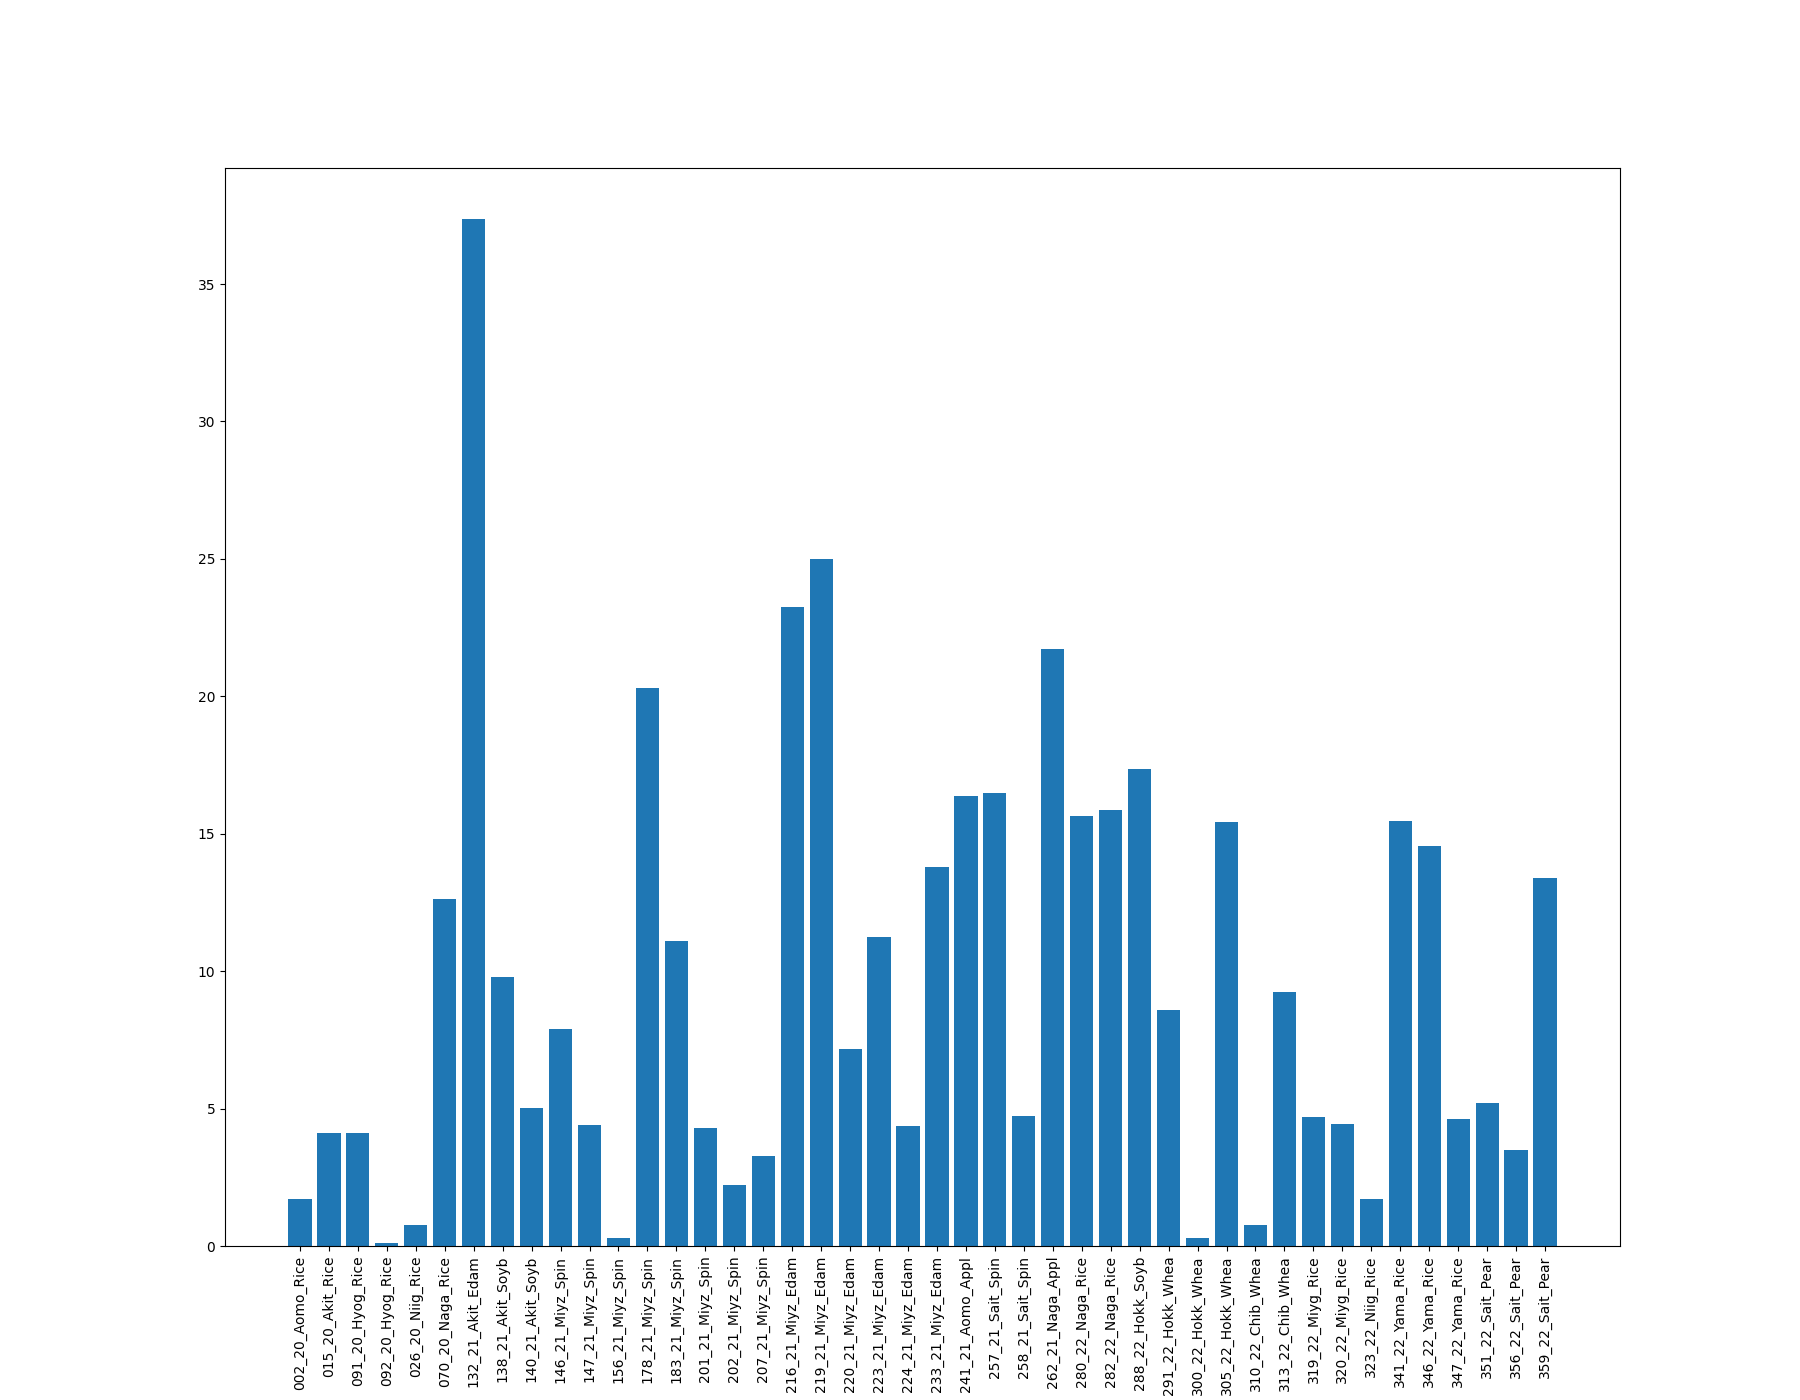 35
30
25
20
15
10
5
0
002_20_Aomo_Rice
015_20_Akit_Rice
091_20_Hyog_Rice
092_20_Hyog_Rice
026_20_Niig_Rice
070_20_Naga_Rice
132_21_Akit_Edam
138_21_Akit_Soyb
140_21_Akit_Soyb
146_21_Miyz_Spin
147_21_Miyz_Spin
156_21_Miyz_Spin
178_21_Miyz_Spin
183_21_Miyz_Spin
201_21_Miyz_Spin
202_21_Miyz_Spin
207_21_Miyz_Spin
216_21_Miyz_Edam
219_21_Miyz_Edam
220_21_Miyz_Edam
223_21_Miyz_Edam
224_21_Miyz_Edam
233_21_Miyz_Edam
241_21_Aomo_Appl
257_21_Sait_Spin
258_21_Sait_Spin
262_21_Naga_Appl
280_22_Naga_Rice
282_22_Naga_Rice
288_22_Hokk_Soyb
291_22_Hokk_Whea
300_22_Hokk_Whea
305_22_Hokk_Whea
310_22_Chib_Whea
313_22_Chib_Whea
319_22_Miyg_Rice
320_22_Miyg_Rice
323_22_Niig_Rice
341_22_Yama_Rice
346_22_Yama_Rice
347_22_Yama_Rice
351_22_Sait_Pear
356_22_Sait_Pear
359_22_Sait_Pear